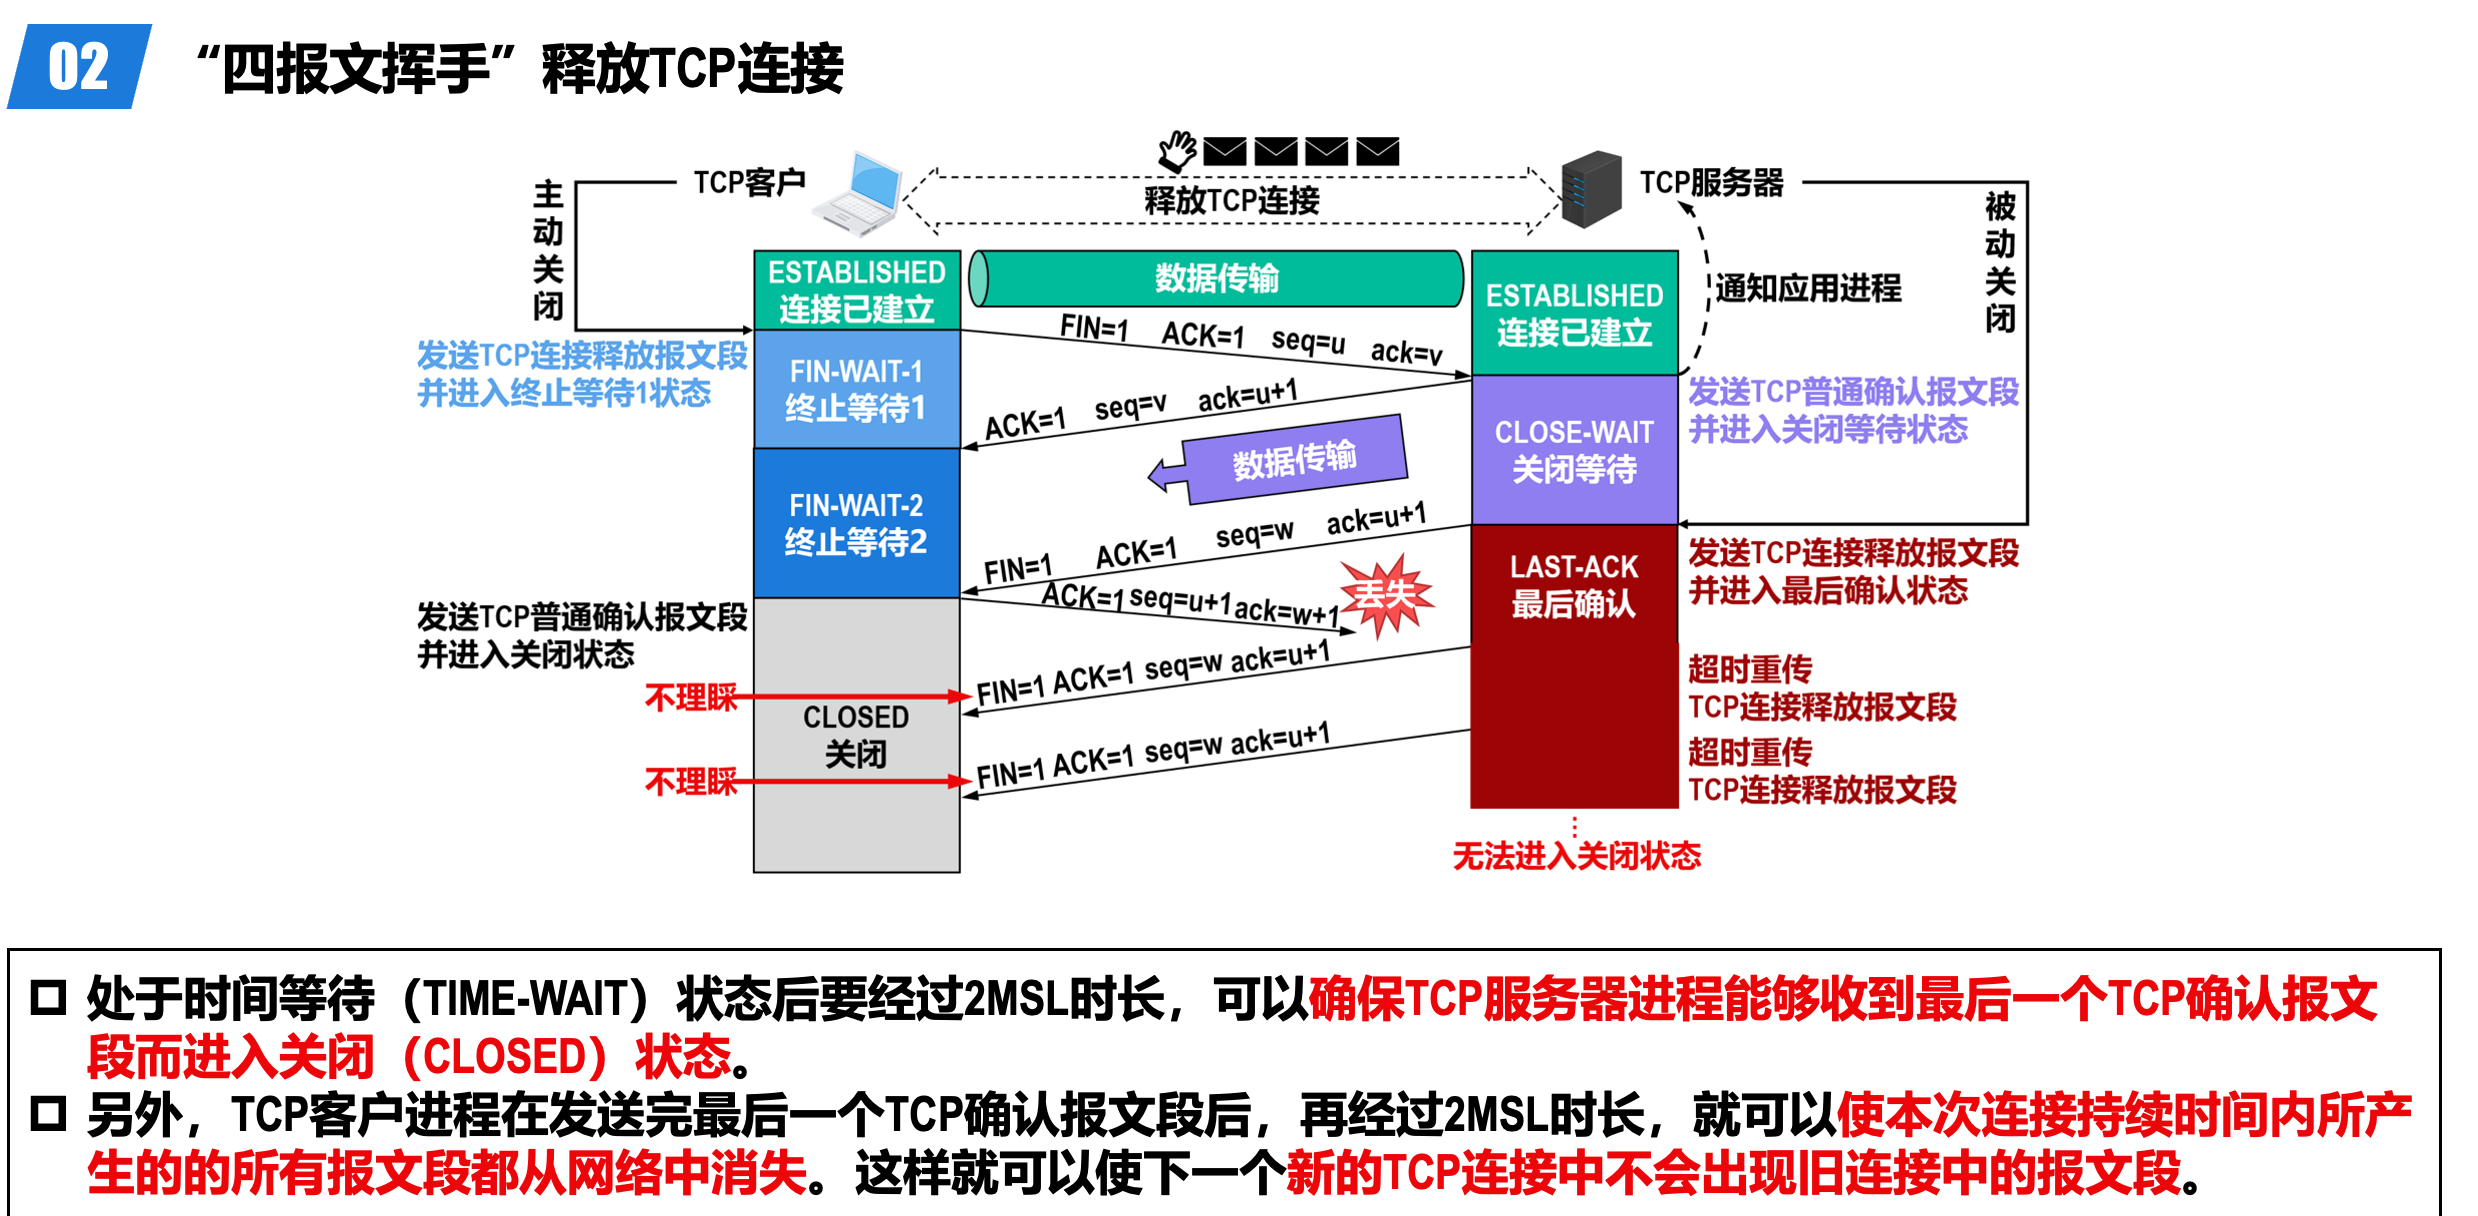 02
“四报文挥手”释放TCP连接
TCP客户
释放TCP连接
TCP服务器
主动关闭
被动关闭
ESTABLISHED
连接已建立
数据传输
ESTABLISHED
连接已建立
通知应用进程
FIN=1 ACK=1 seq=u ack=v
发送TCP连接释放报文段
并进入终止等待1状态
FIN-WAIT-1
终止等待1
ACK=1 seq=v ack=u+1
发送TCP普通确认报文段
并进入关闭等待状态
CLOSE-WAIT
关闭等待
数据传输
FIN-WAIT-2
终止等待2
FIN=1 ACK=1 seq=w ack=u+1
LAST-ACK
最后确认
发送TCP连接释放报文段
并进入最后确认状态
丢失
ACK=1 seq=u+1 ack=w+1
发送TCP普通确认报文段
并进入关闭状态
FIN=1 ACK=1 seq=w ack=u+1
超时重传
TCP连接释放报文段
不理睬
CLOSED
关闭
FIN=1 ACK=1 seq=w ack=u+1
超时重传
TCP连接释放报文段
不理睬
无法进入关闭状态
处于时间等待（TIME-WAIT）状态后要经过2MSL时长，可以确保TCP服务器进程能够收到最后一个TCP确认报文
段而进入关闭（CLOSED）状态。
另外，TCP客户进程在发送完最后一个TCP确认报文段后，再经过2MSL时长，就可以使本次连接持续时间内所产
生的的所有报文段都从网络中消失。这样就可以使下一个新的TCP连接中不会出现旧连接中的报文段。